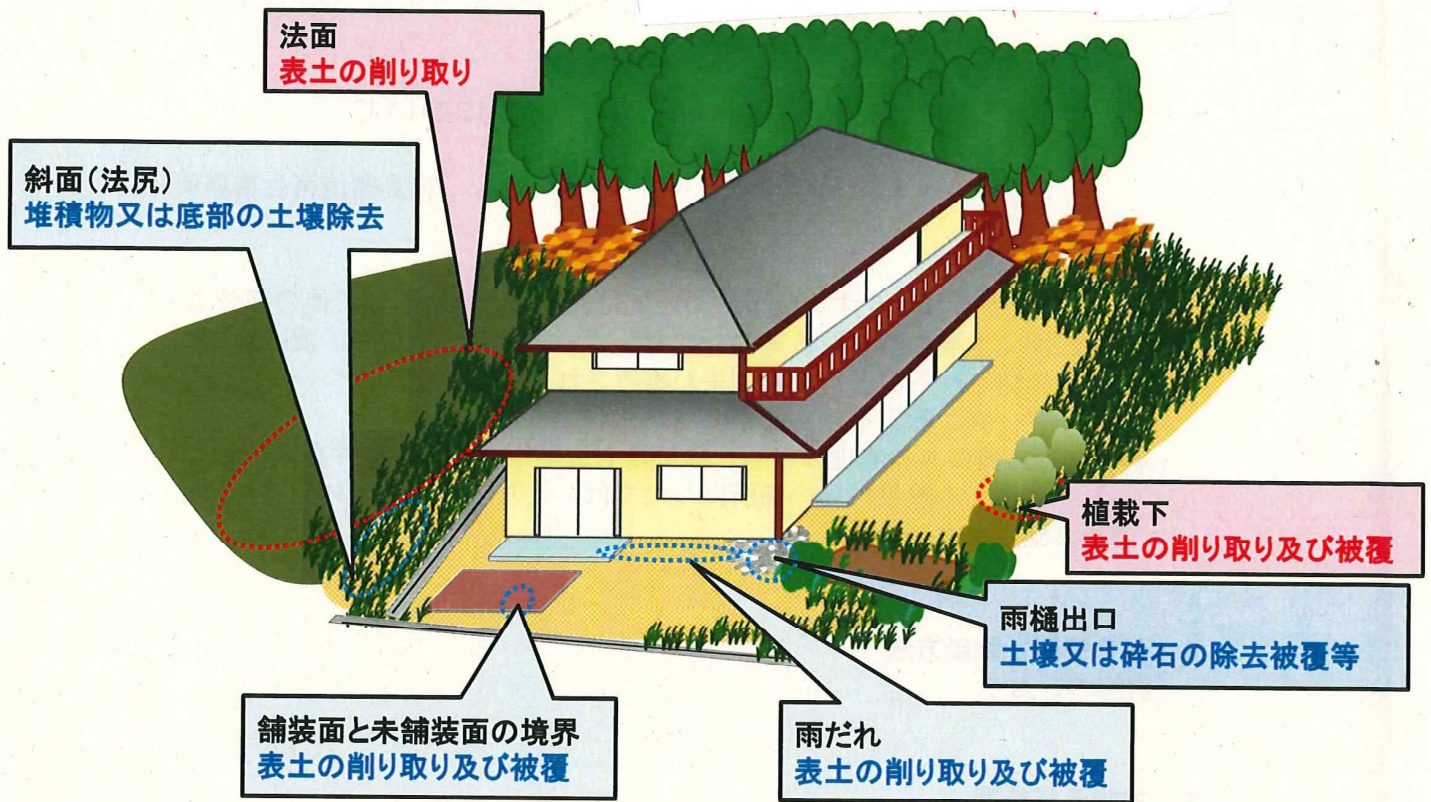 法面
表土の削り取り
斜面(法尻)
堆積物又は底部の土壌除去
植栽下
表土の削り取り及び被覆
雨樋出口
土壌又は砕石の除去被覆等
舗装面と未舗装面の境界
表土の削り取り及び被覆
雨だれ
表土の削り取り及び被覆